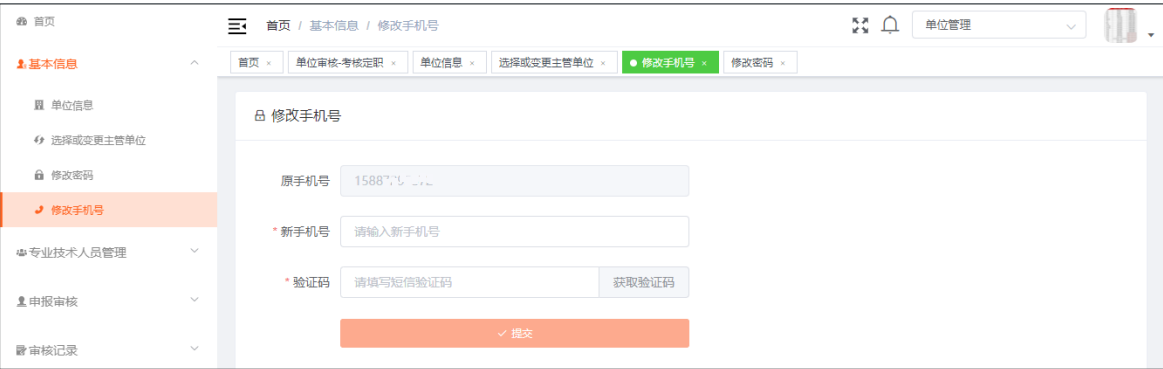 首页
首页 / 基本信息 / 修改手机号
单位管理
基本信息
首页 × 单位审核-考核定职 × 单位信息 × 选择或变更主管单位 × 修改手机号 × 修改密码 ×
单位信息
修改手机号
选择或变更主管单位
修改密码
原手机号
修改手机号
* 新手机号 请输入新手机号
专业技术人员管理
* 验证码 请填写短信验证码 获取验证码
申报审核
提交
审核记录